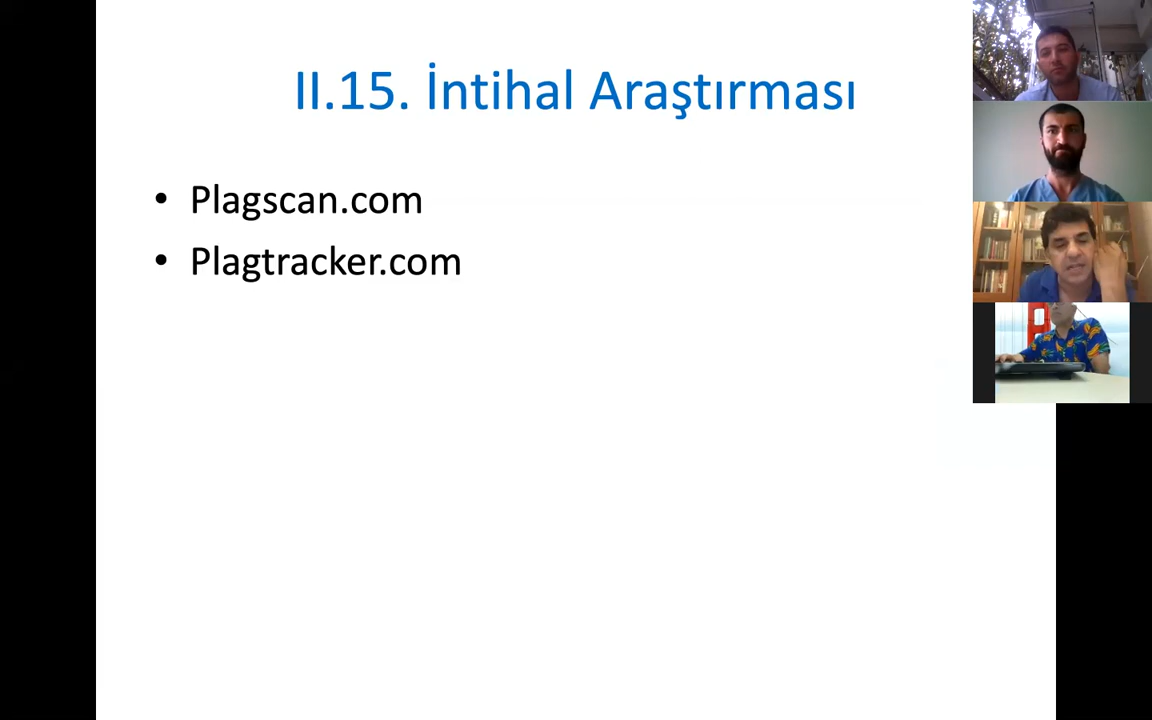 II.15. İntihal Araştırması
• Plagscan.com
• Plagtracker.com